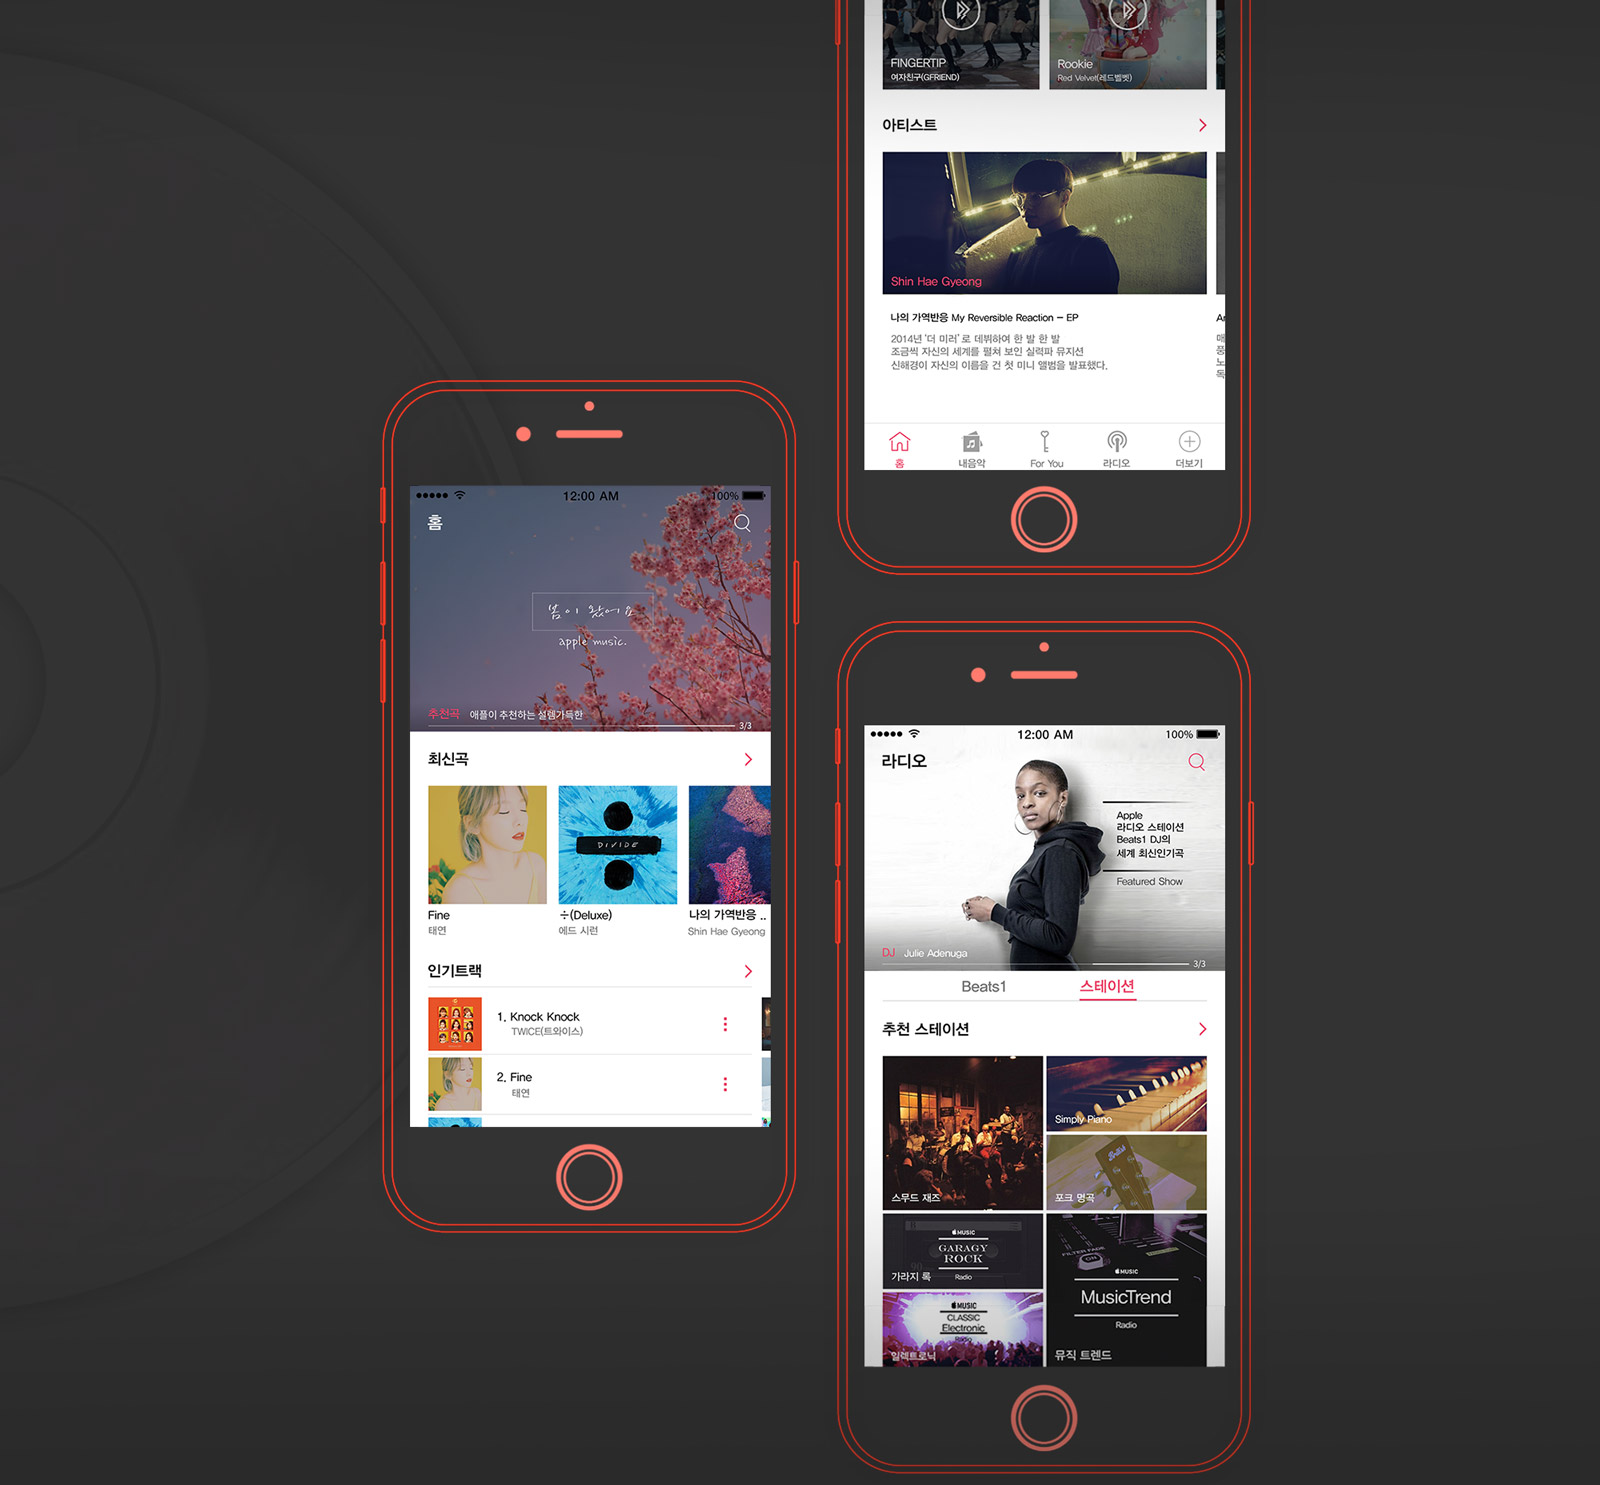 FINGERTIP
여자친구(GFRIEND)
Rookie
Red Velvet(레드벨벳)
아티스트
Shin Hae Gyeong
나의 가역반응 My Reversible Reaction - EP
2014년 '더 미러' 로 데뷔하여 한 발 한 발
조금씩 자신의 세계를 펼쳐 보인 실력파 뮤지션
신해경이 자신의 이름을 건 첫 미니 앨범을 발표했다.
매
풍
노
독
홈
내음악
For You
라디오
더보기
12:00 AM
100%
홈
봄이 왔어요
apple music.
추천곡 애플이 추천하는 설렘가득한
3/3
최신곡
DIVIDE
Fine
태연
÷(Deluxe)
에드 시런
나의 가역반응 ..
Shin Hae Gyeong
인기트랙
1. Knock Knock
TWICE(트와이스)
2. Fine
태연
12:00 AM
100%
라디오
Apple
라디오 스테이션
Beats1 DJ의
세계 최신인기곡
Featured Show
DJ Julie Adenuga
3/3
Beats1
스테이션
추천 스테이션
스무드 재즈
Simply Piano
포크 명곡
MUSIC
GARAGY
ROCK
Radio
가라지 록
MUSIC
CLASSIC
Electronic
Radio
일렉트로닉
FILTER FADE
ON
MUSIC
MusicTrend
Radio
뮤직 트렌드